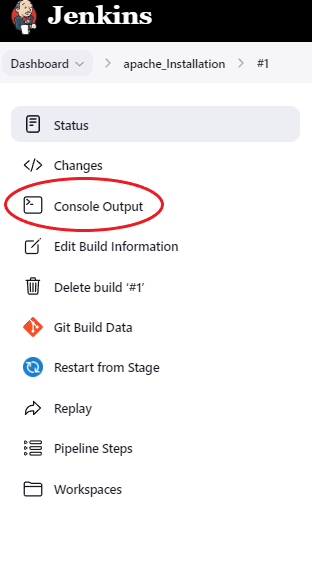 Jenkins
Dashboard
apache_Installation
#1
Status
Changes
Console Output
Edit Build Information
Delete build ‘#1’
Git Build Data
Restart from Stage
Replay
Pipeline Steps
Workspaces